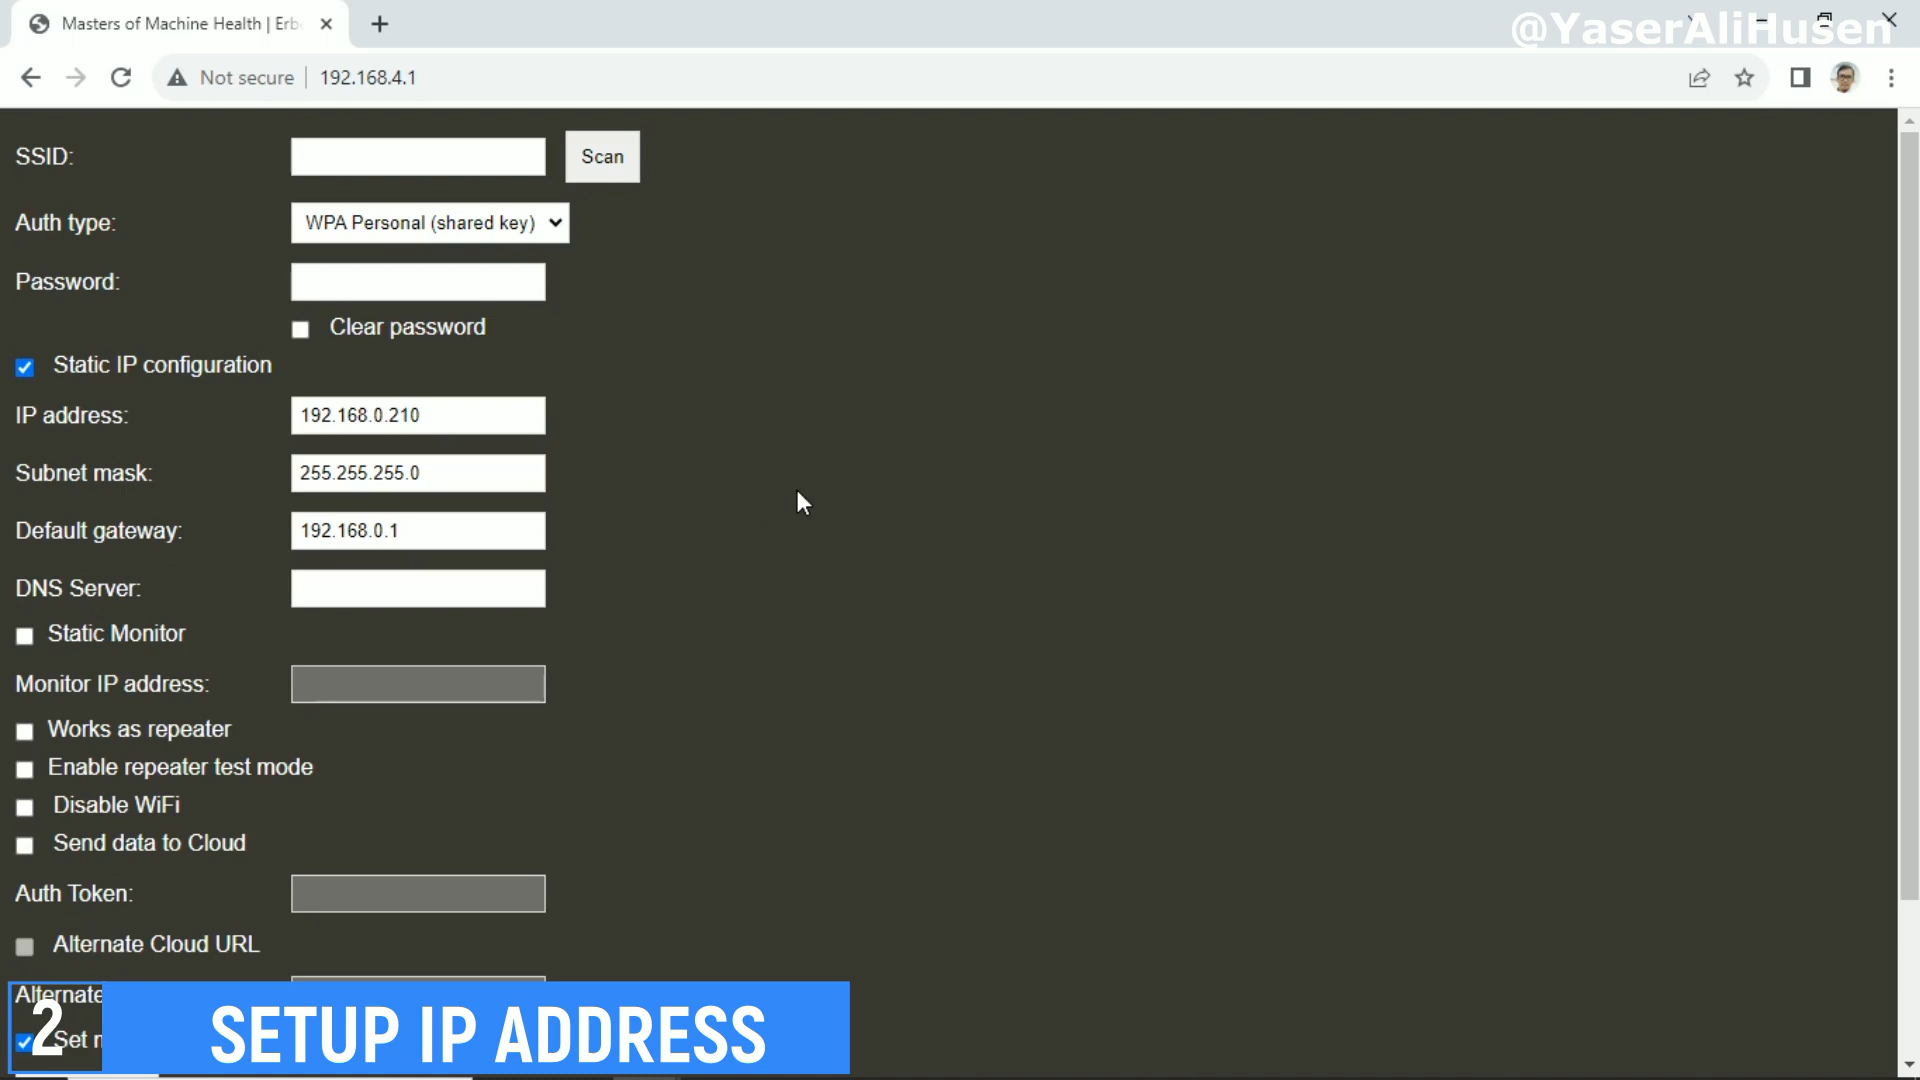 Masters of Machine Health | Erb
@YaserAliHusen
Not secure 192.168.4.1
SSID: Scan
Auth type: WPA Personal (shared key)
Password:
Clear password
Static IP configuration
IP address: 192.168.0.210
Subnet mask: 255.255.255.0
Default gateway: 192.168.0.1
DNS Server:
Static Monitor
Monitor IP address:
Works as repeater
Enable repeater test mode
Disable WiFi
Send data to Cloud
Auth Token:
Alternate Cloud URL
Alternate
Set
2 SETUP IP ADDRESS